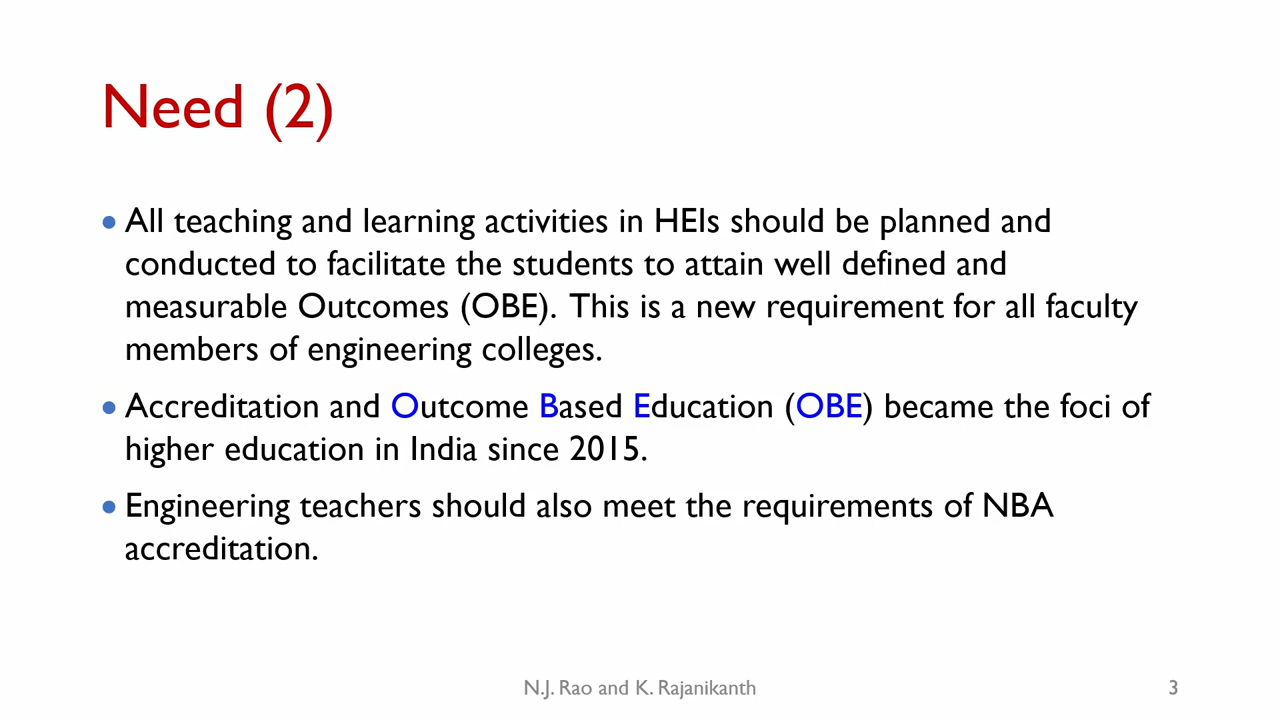 Need (2)
• All teaching and learning activities in HEIs should be planned and
conducted to facilitate the students to attain well defined and
measurable Outcomes (OBE). This is a new requirement for all faculty
members of engineering colleges.
• Accreditation and Outcome Based Education (OBE) became the foci of
higher education in India since 2015.
• Engineering teachers should also meet the requirements of NBA
accreditation.
N.J. Rao and K. Rajanikanth
3